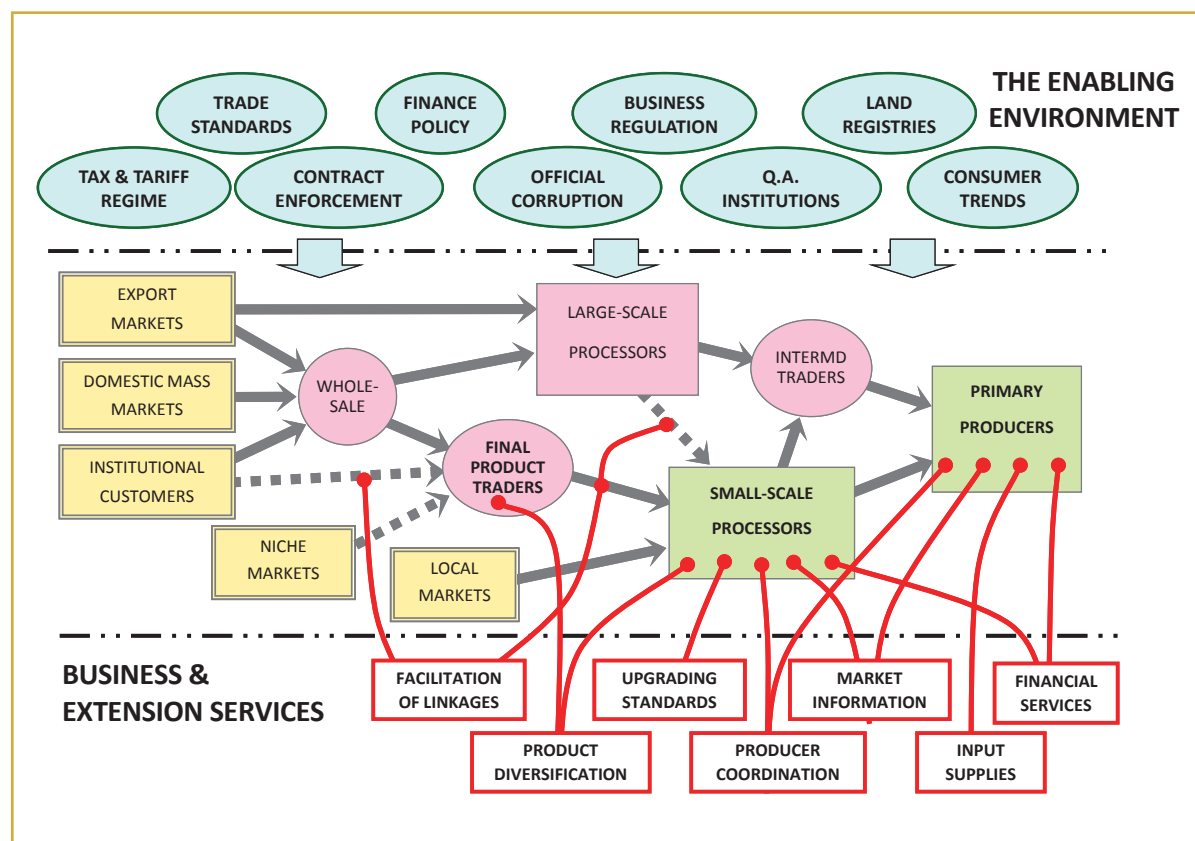 THE ENABLING
ENVIRONMENT
TRADE
STANDARDS
FINANCE
POLICY
BUSINESS
REGULATION
LAND
REGISTRIES
TAX & TARIFF
REGIME
CONTRACT
ENFORCEMENT
OFFICIAL
CORRUPTION
Q.A.
INSTITUTIONS
CONSUMER
TRENDS
EXPORT
MARKETS
DOMESTIC MASS
MARKETS
INSTITUTIONAL
CUSTOMERS
NICHE
MARKETS
LOCAL
MARKETS
WHOLE-
SALE
FINAL
PRODUCT
TRADERS
LARGE-SCALE
PROCESSORS
SMALL-SCALE
PROCESSORS
INTERMD
TRADERS
PRIMARY
PRODUCERS
BUSINESS &
EXTENSION SERVICES
FACILITATION
OF LINKAGES
PRODUCT
DIVERSIFICATION
UPGRADING
STANDARDS
PRODUCER
COORDINATION
MARKET
INFORMATION
INPUT
SUPPLIES
FINANCIAL
SERVICES